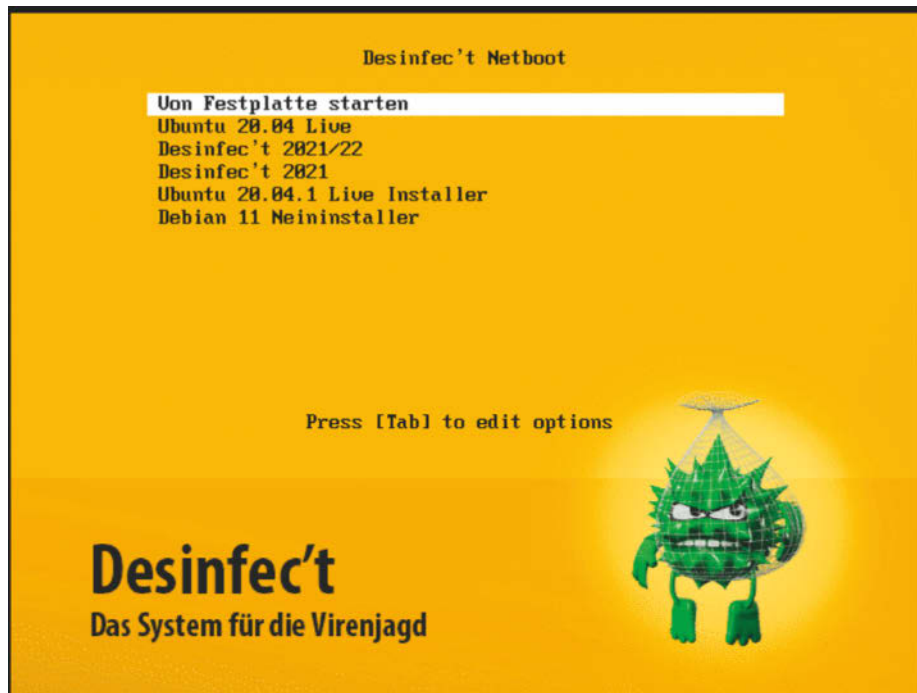 Desinfec't Netboot
Von Festplatte starten
Ubuntu 20.04 Live
Desinfec't 2021/22
Desinfec't 2021
Ubuntu 20.04.1 Live Installer
Debian 11 Neininstaller
Press [Tab] to edit options
Desinfec't
Das System für die Virenjagd